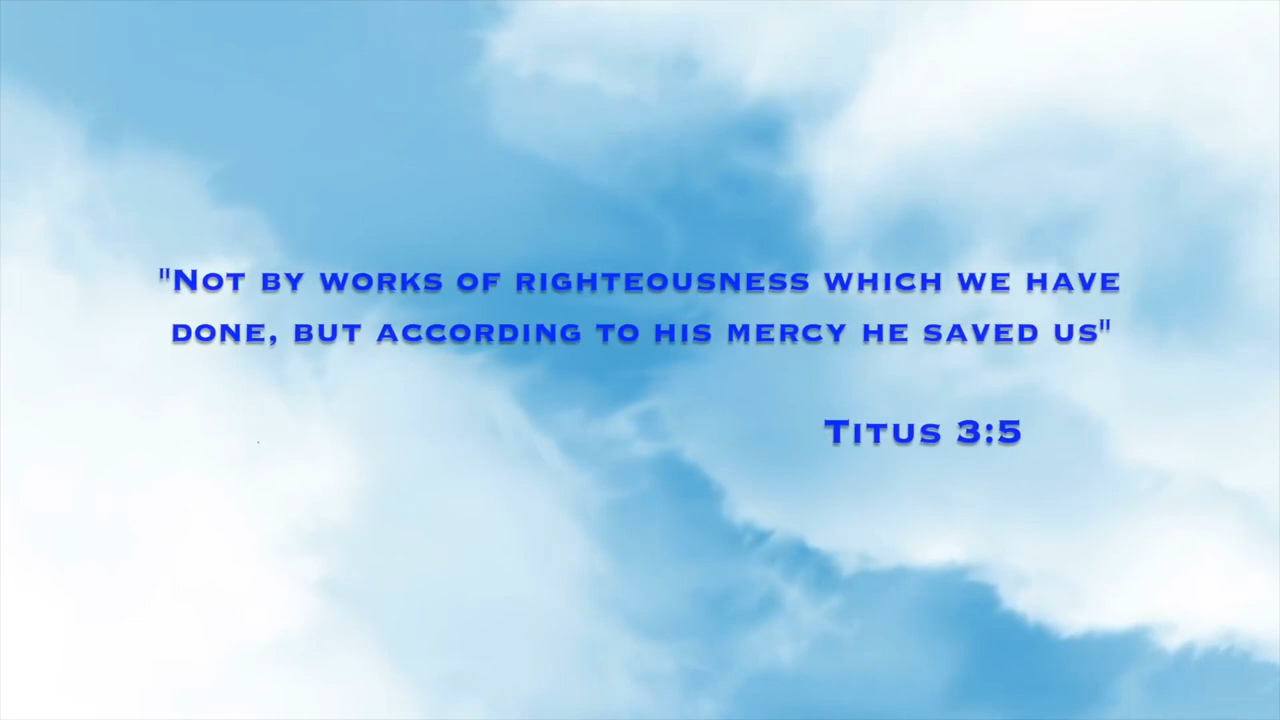 "Not by works of righteousness which we have
done, but according to his mercy he saved us"
Titus 3:5